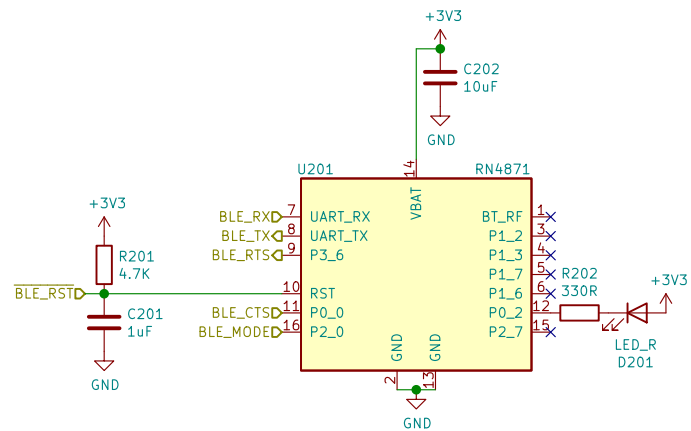 +3V3
C202
10uF
GND
U201
RN4871
14
VBAT
+3V3
R201
4.7K
BLE_RX
7
UART_RX
BLE_TX
8
UART_TX
BLE_RTS
9
P3_6
BLE_RST
10
RST
BLE_CTS
11
P0_0
BLE_MODE
16
P2_0
C201
1uF
GND
BT_RF
1
P1_2
3
P1_3
4
P1_7
5
P1_6
6
P0_2
12
P2_7
15
R202
330R
+3V3
LED_R
D201
GND
GND
2
13
GND